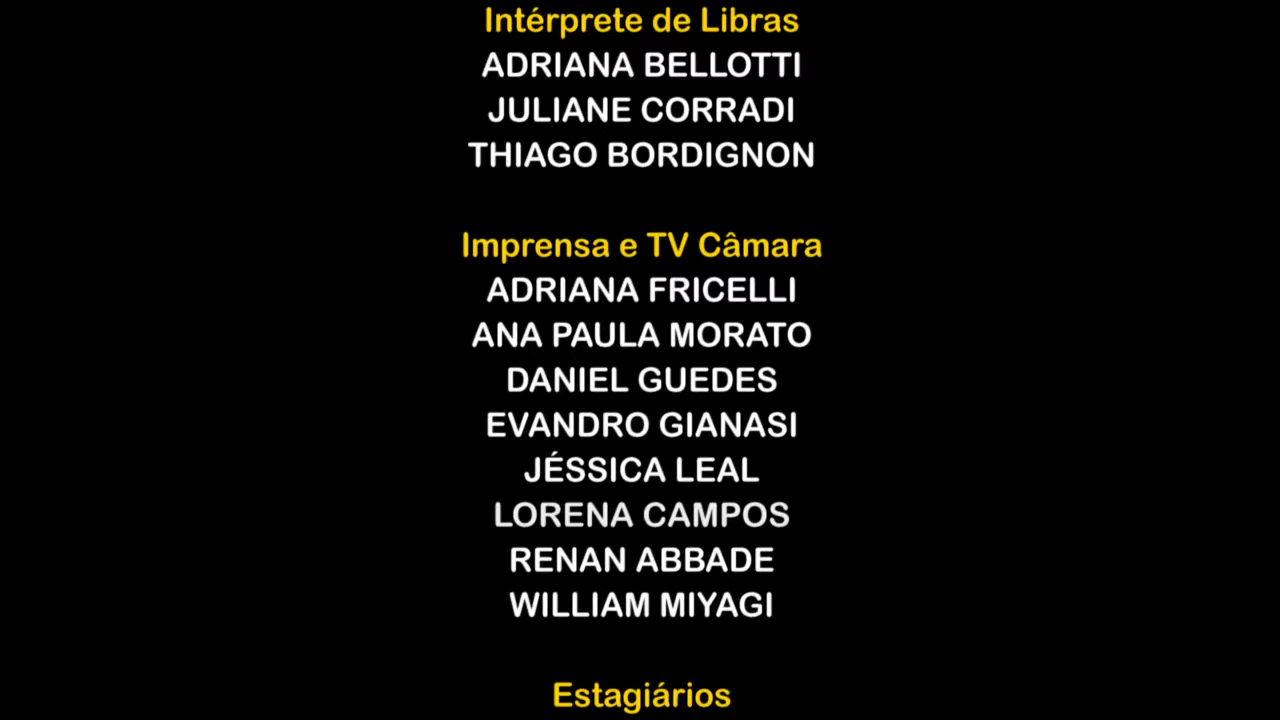 Intérprete de Libras
ADRIANA BELLOTTI
JULIANE CORRADI
THIAGO BORDIGNON
Imprensa e TV Câmara
ADRIANA FRICELLI
ANA PAULA MORATO
DANIEL GUEDES
EVANDRO GIANASI
JÉSSICA LEAL
LORENA CAMPOS
RENAN ABBADE
WILLIAM MIYAGI
Estagiários